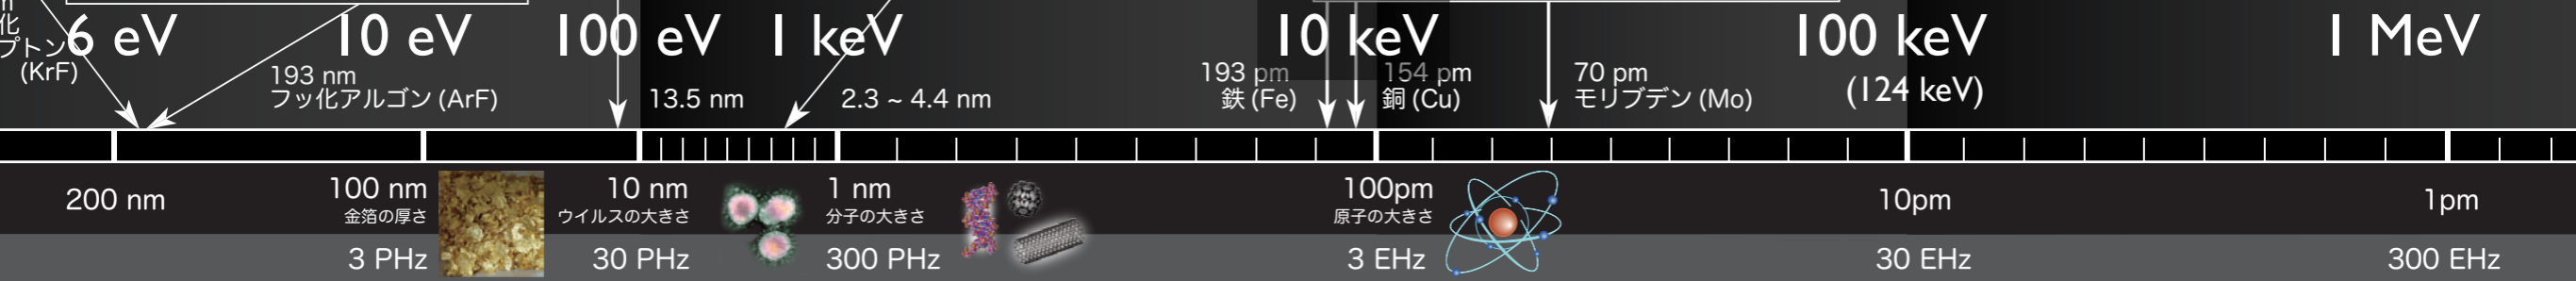 化
プトン
(KrF)
6 eV
10 eV
100 eV
1 keV
10 keV
100 keV
(124 keV)
1 MeV
193 nm
フッ化アルゴン (ArF)
13.5 nm
2.3 ~ 4.4 nm
193 pm
鉄 (Fe)
154 pm
銅 (Cu)
70 pm
モリブデン (Mo)
200 nm
100 nm
金箔の厚さ
10 nm
ウイルスの大きさ
1 nm
分子の大きさ
100pm
原子の大きさ
10pm
1pm
3 PHz
30 PHz
300 PHz
3 EHz
30 EHz
300 EHz